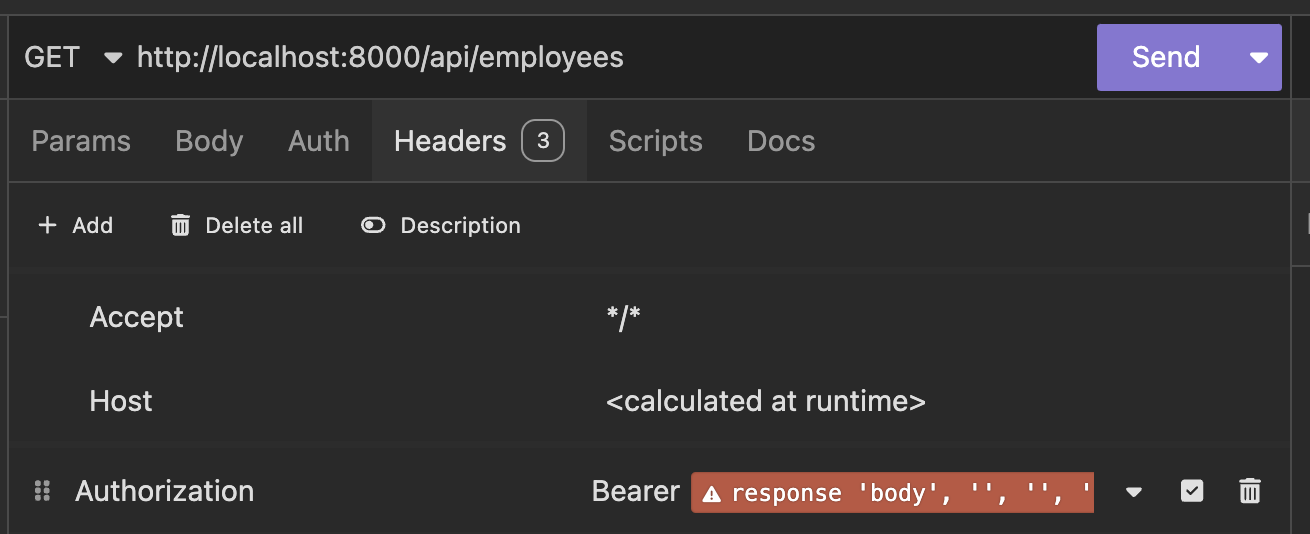 GET http://localhost:8000/api/employees Send
Params Body Auth Headers 3 Scripts Docs
+ Add Delete all Description
Accept */*
Host <calculated at runtime>
Authorization Bearer response 'body', '', '', '